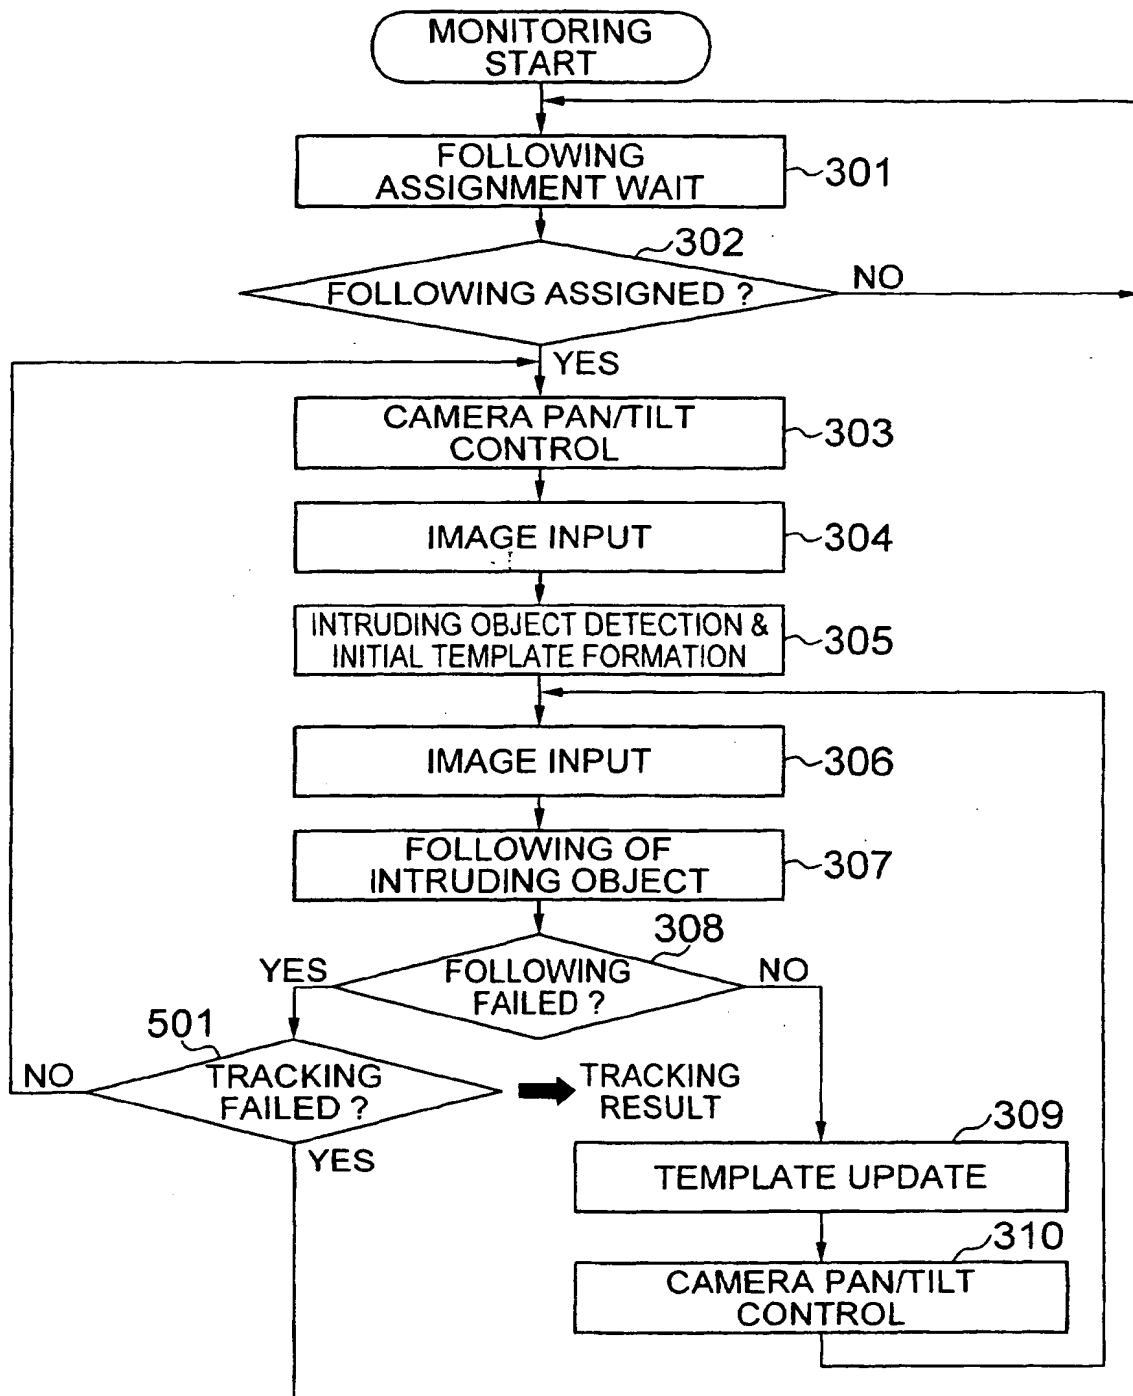 MONITORING
START
FOLLOWING
ASSIGNMENT WAIT
301
302
FOLLOWING ASSIGNED ?
NO
YES
CAMERA PAN/TILT
CONTROL
303
IMAGE INPUT
304
INTRUDING OBJECT DETECTION &
INITIAL TEMPLATE FORMATION
305
IMAGE INPUT
306
FOLLOWING OF
INTRUDING OBJECT
307
308
YES
FOLLOWING
FAILED ?
NO
501
NO
TRACKING
FAILED ?
TRACKING
RESULT
YES
309
TEMPLATE UPDATE
310
CAMERA PAN/TILT
CONTROL